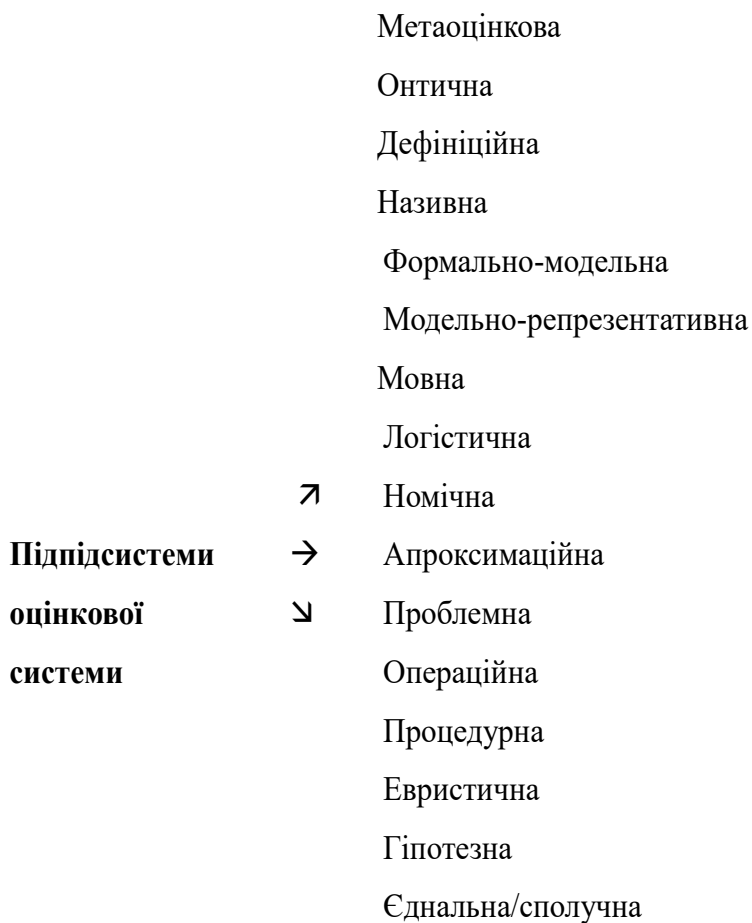 Метаоцінкова
Онтична
Дефініційна
Називна
Формально-модельна
Модельно-репрезентативна
Мовна
Логістична
↗ Номічна
Підпідсистеми → Апроксимаційна
оцінкової ↘ Проблемна
системи Операційна
Процедурна
Евристична
Гіпотезна
Єднальна/сполучна